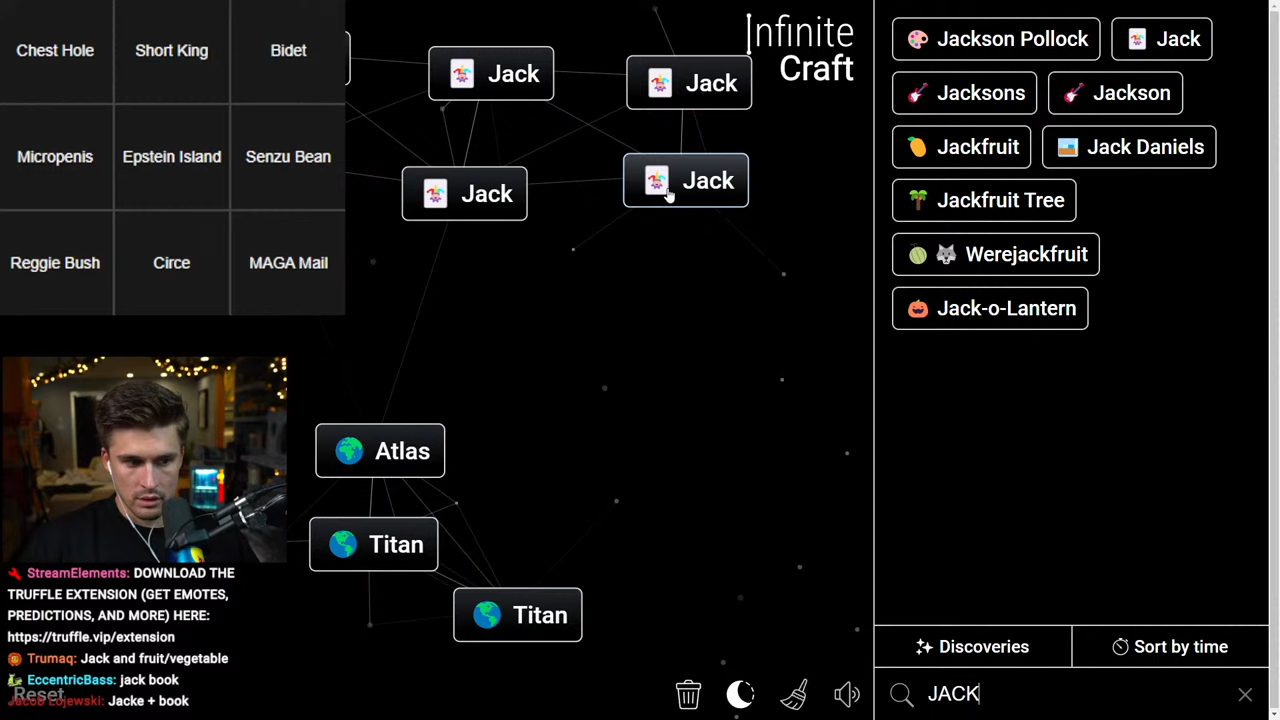 Chest Hole
Short King
Bidet
Micropenis
Epstein Island
Senzu Bean
Reggie Bush
Circe
MAGA Mail
Jack
Jack
Jack
Jack
Atlas
Titan
Titan
Infinite
Craft
Jackson Pollock
Jack
Jacksons
Jackson
Jackfruit
Jack Daniels
Jackfruit Tree
Werejackfruit
Jack-o-Lantern
Discoveries
Sort by time
JACK
StreamElements: DOWNLOAD THE
TRUFFLE EXTENSION (GET EMOTES,
PREDICTIONS, AND MORE) HERE:
https://truffle.vip/extension
Trumaq: Jack and fruit/vegetable
EccentricBass: jack book
Reset
Jacob Lojewski: Jacke + book